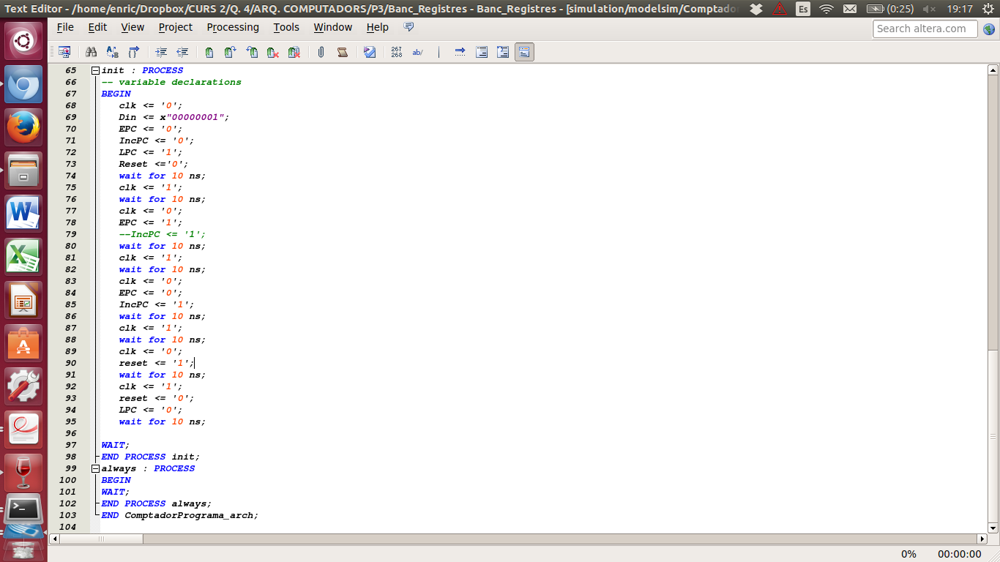 Text Editor - /home/enric/Dropbox/CURS 2/Q. 4/ARQ. COMPUTADORS/P3/Banc_Registres - Banc_Registres - [simulation/modelsim/Comptado
Es
(0:25)
19:17
File Edit View Project Processing Tools Window Help
Search altera.com
267
268
ab/
65 init : PROCESS
66 -- variable declarations
67 BEGIN
68 clk <= '0';
69 Din <= x"00000001";
70 EPC <= '0';
71 IncPC <= '0';
72 LPC <= '1';
73 Reset <='0';
74 wait for 10 ns;
75 clk <= '1';
76 wait for 10 ns;
77 clk <= '0';
78 EPC <= '1';
79 --IncPC <= '1';
80 wait for 10 ns;
81 clk <= '1';
82 wait for 10 ns;
83 clk <= '0';
84 EPC <= '0';
85 IncPC <= '1';
86 wait for 10 ns;
87 clk <= '1';
88 wait for 10 ns;
89 clk <= '0';
90 reset <= '1';
91 wait for 10 ns;
92 clk <= '1';
93 reset <= '0';
94 LPC <= '0';
95 wait for 10 ns;
96
97 WAIT;
98 END PROCESS init;
99 always : PROCESS
100 BEGIN
101 WAIT;
102 END PROCESS always;
103 END ComptadorPrograma_arch;
104
0% 00:00:00